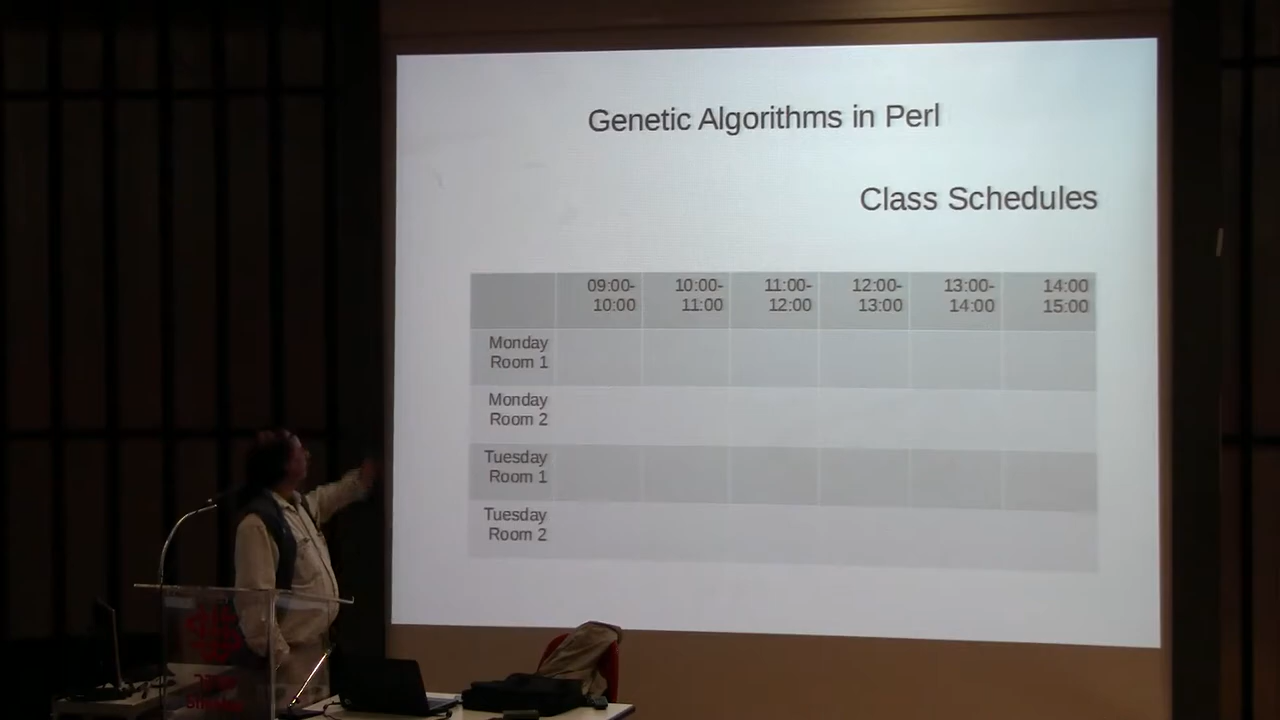 Genetic Algorithms in Perl
Class Schedules
09:00-10:00 10:00-11:00 11:00-12:00 12:00-13:00 13:00-14:00 14:00 15:00
Monday
Room 1
Monday
Room 2
Tuesday
Room 1
Tuesday
Room 2